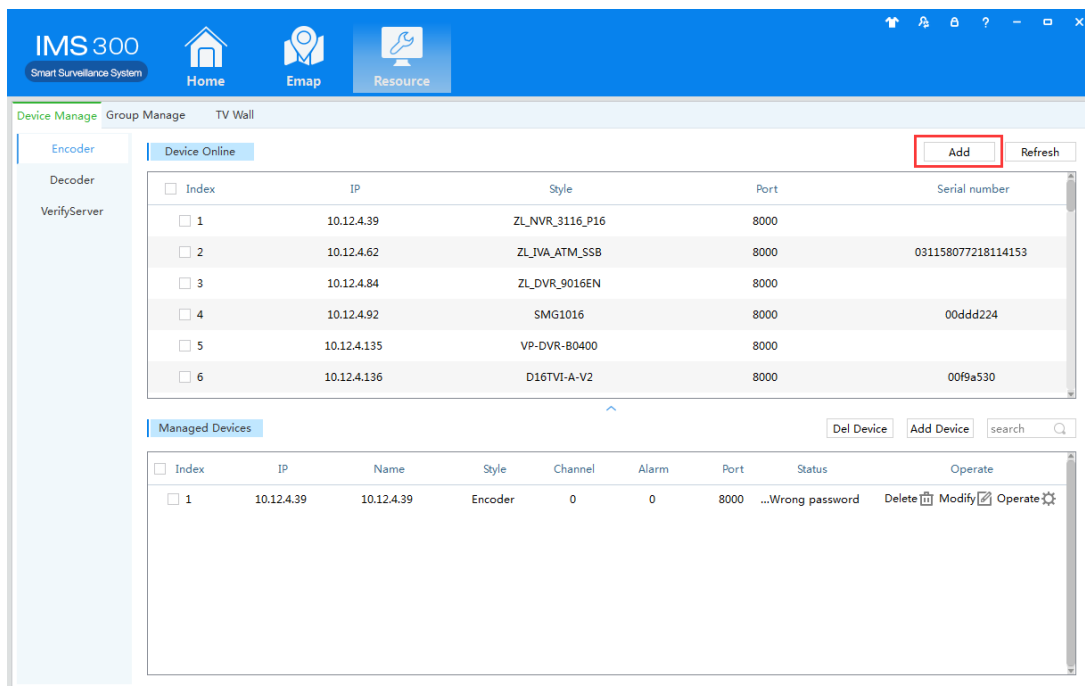 IMS 300
Smart Surveillance System
Home
Emap
Resource
?
Device Manage Group Manage TV Wall
Encoder
Decoder
VerifyServer
Device Online Add Refresh
Index IP Style Port Serial number
1 10.12.4.39 ZL_NVR_3116_P16 8000
2 10.12.4.62 ZL_IVA_ATM_SSB 8000 031158077218114153
3 10.12.4.84 ZL_DVR_9016EN 8000
4 10.12.4.92 SMG1016 8000 00ddd224
5 10.12.4.135 VP-DVR-B0400 8000
6 10.12.4.136 D16TVI-A-V2 8000 00f9a530
Managed Devices Del Device Add Device search
Index IP Name Style Channel Alarm Port Status Operate
1 10.12.4.39 10.12.4.39 Encoder 0 0 8000 ...Wrong password Delete Modify Operate